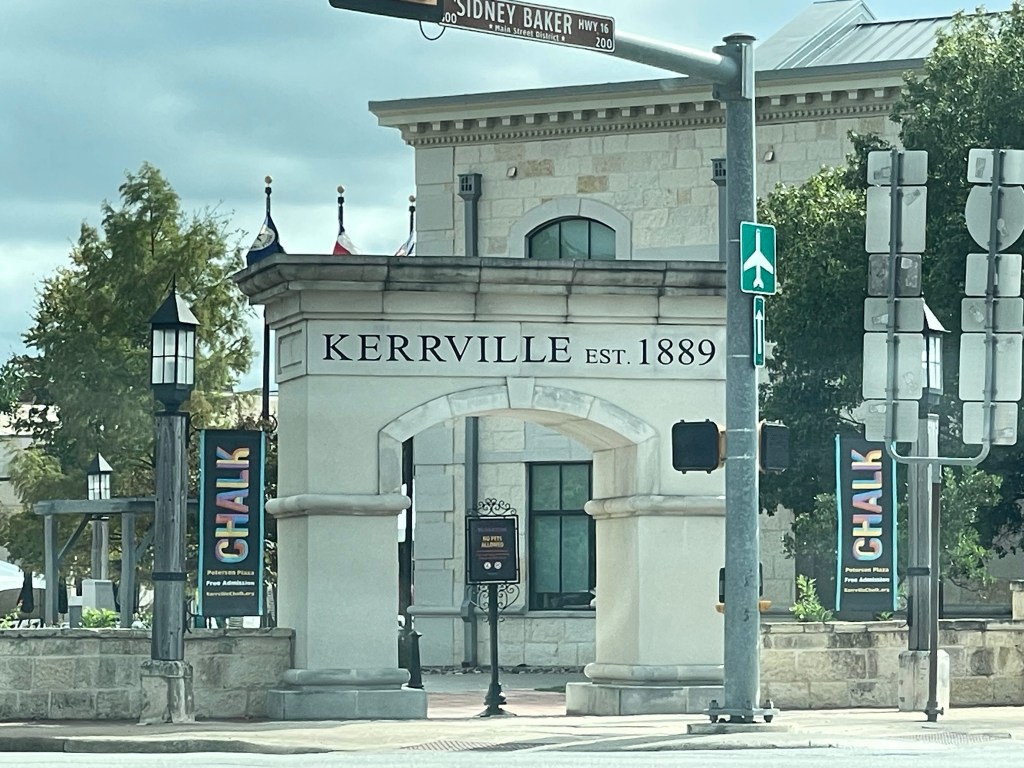 SIDNEY BAKER HWY 16
* Main Street District *
200
KERRVILLE EST. 1889
CHALK
Peterson Plaza
Free Admission
KerrvilleChalk.org
NO PETS
ALLOWED
CHALK
Peterson Plaza
Free Admission
KerrvilleChalk.org